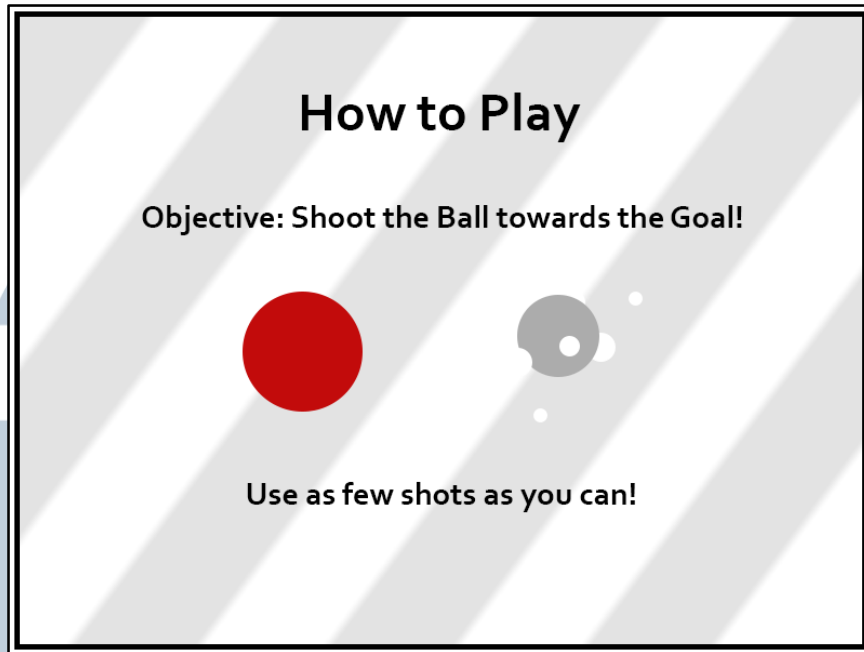 How to Play
Objective: Shoot the Ball towards the Goal!
Use as few shots as you can!